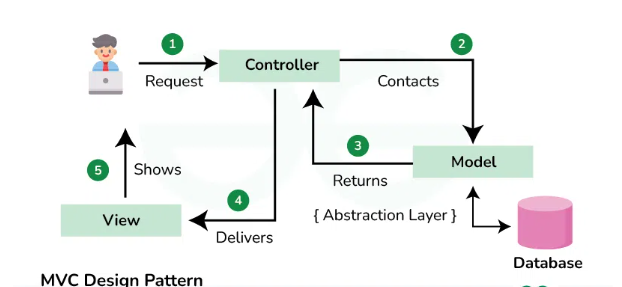 1
Request
Controller
2
Contacts
3
Returns
Model
{ Abstraction Layer }
Database
4
Delivers
View
5
Shows
MVC Design Pattern